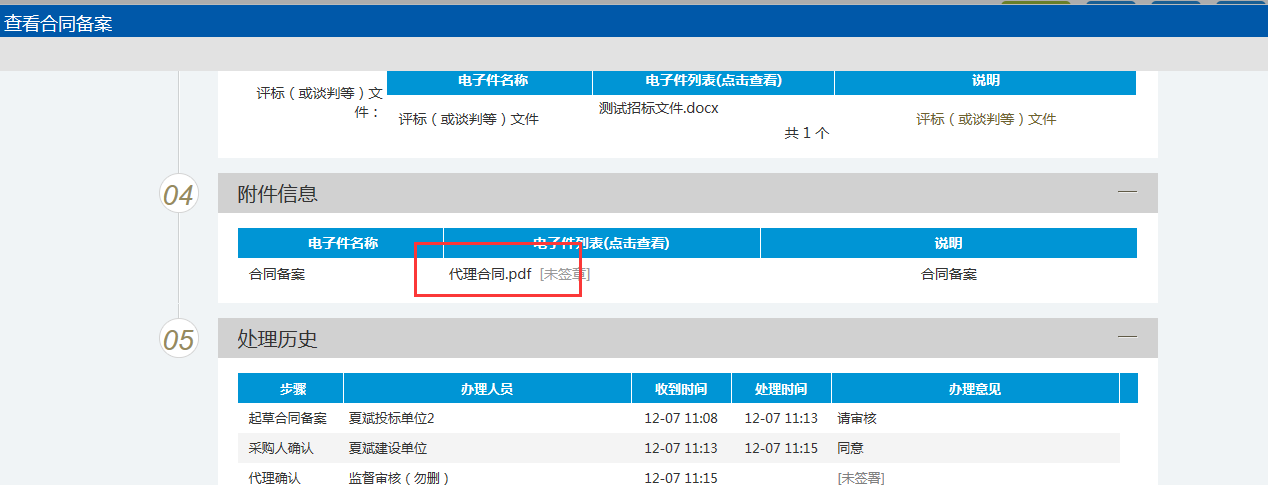 查看合同备案
电子件名称 电子件列表(点击查看) 说明
评标（或谈判等）文
件：
测试招标文件.docx
评标（或谈判等）文件 评标（或谈判等）文件
共 1 个
04 附件信息
电子件名称 电子件列表(点击查看) 说明
合同备案 代理合同.pdf [未签章] 合同备案
05 处理历史
步骤 办理人员 收到时间 处理时间 办理意见
起草合同备案 夏斌投标单位2 12-07 11:08 12-07 11:13 请审核
采购人确认 夏斌建设单位 12-07 11:13 12-07 11:15 同意
代理确认 监督审核（勿删） 12-07 11:15 [未签署]